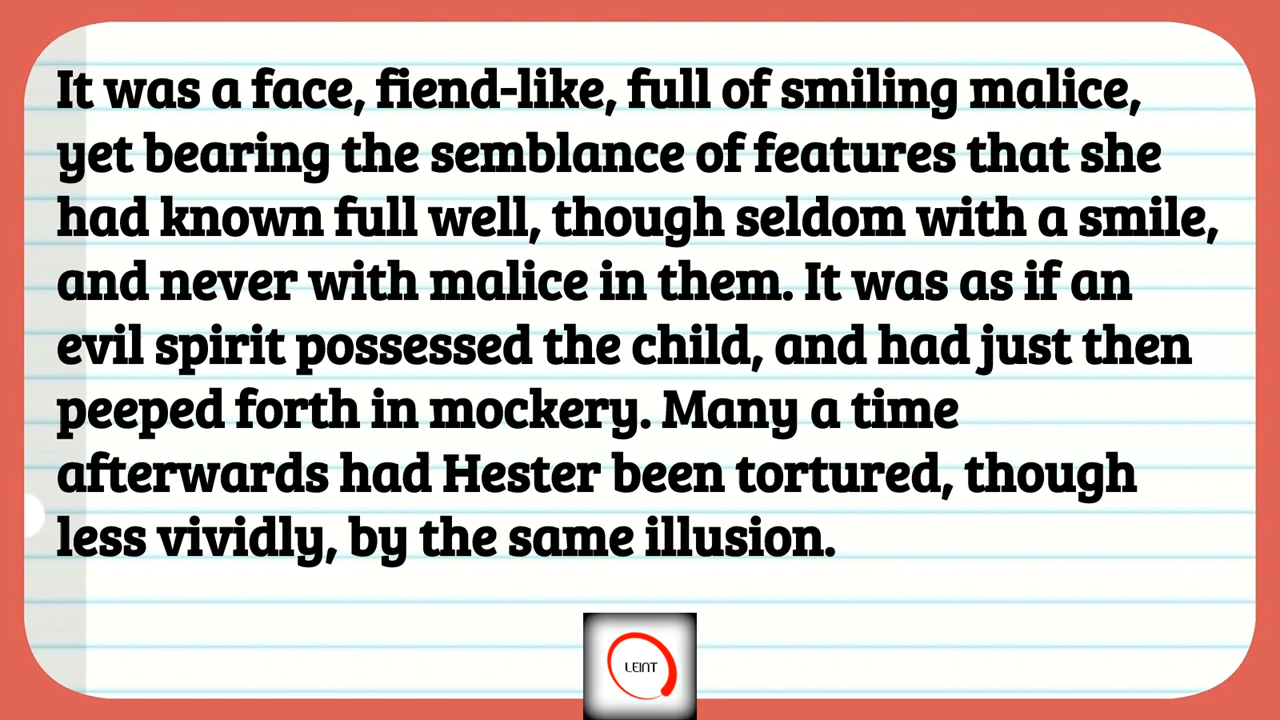 It was a face, fiend-like, full of smiling malice,
yet bearing the semblance of features that she
had known full well, though seldom with a smile,
and never with malice in them. It was as if an
evil spirit possessed the child, and had just then
peeped forth in mockery. Many a time
afterwards had Hester been tortured, though
less vividly, by the same illusion.
LEINT